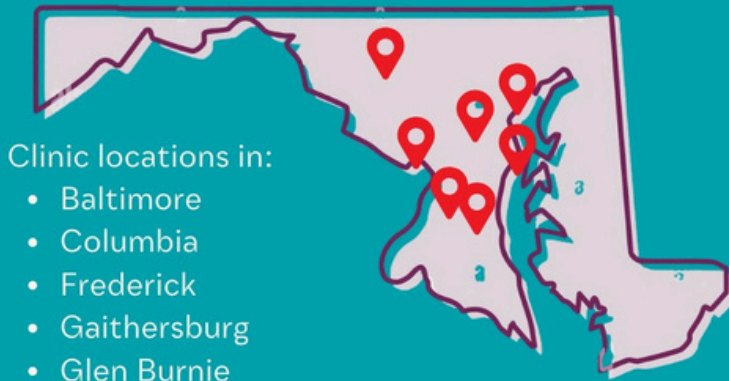 Clinic locations in:
• Baltimore
• Columbia
• Frederick
• Gaithersburg
• Glen Burnie